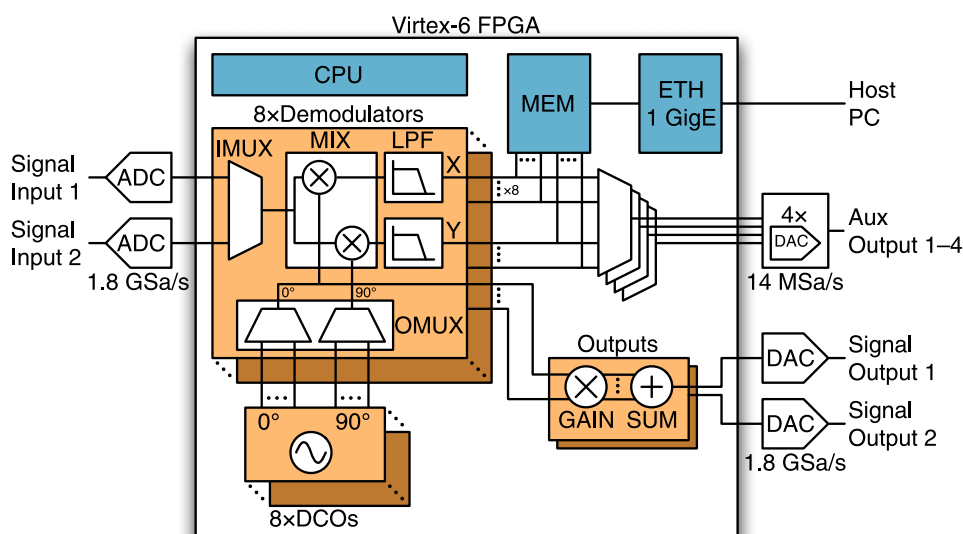 Virtex-6 FPGA
CPU
MEM
ETH
1 GigE
Host
PC
8×Demodulators
IMUX
MIX
LPF
X
Y
×8
Signal
Input 1
ADC
Signal
Input 2
ADC
1.8 GSa/s
4×
DAC
Aux
Output 1–4
14 MSa/s
0°
90°
OMUX
Outputs
GAIN
SUM
DAC
Signal
Output 1
DAC
Signal
Output 2
1.8 GSa/s
0°
90°
8×DCOs